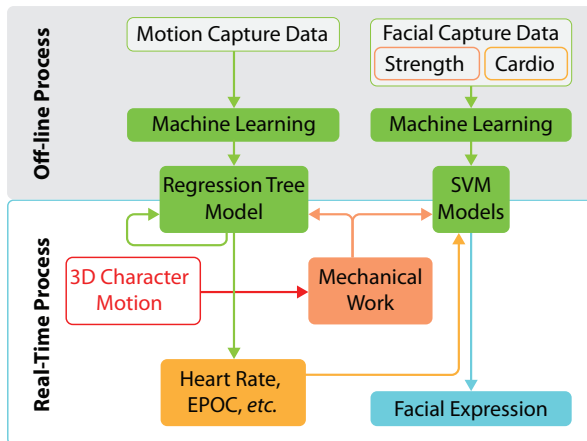 Off-line Process
Motion Capture Data
Facial Capture Data
Strength
Cardio
Machine Learning
Machine Learning
Regression Tree
Model
SVM
Models
Real-Time Process
3D Character
Motion
Mechanical
Work
Heart Rate,
EPOC, etc.
Facial Expression